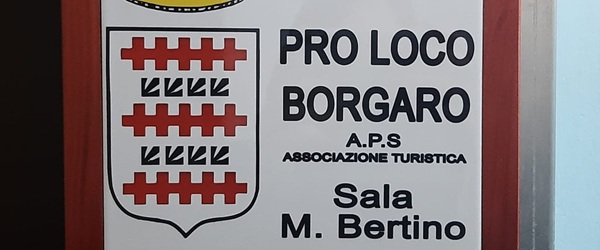 PRO LOCO
BORGARO
A.P.S
ASSOCIAZIONE TURISTICA
Sala
M. Bertino